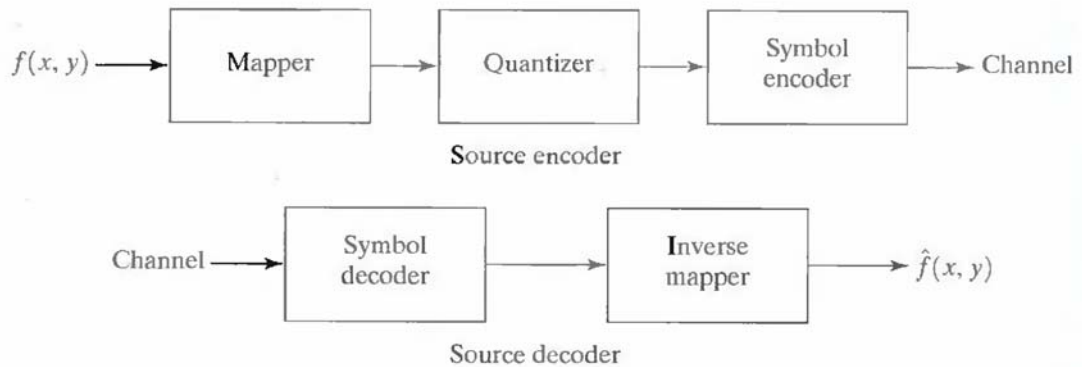 f(x, y) Mapper Quantizer Symbol encoder Channel
Source encoder
Channel Symbol decoder Inverse mapper f̂(x, y)
Source decoder